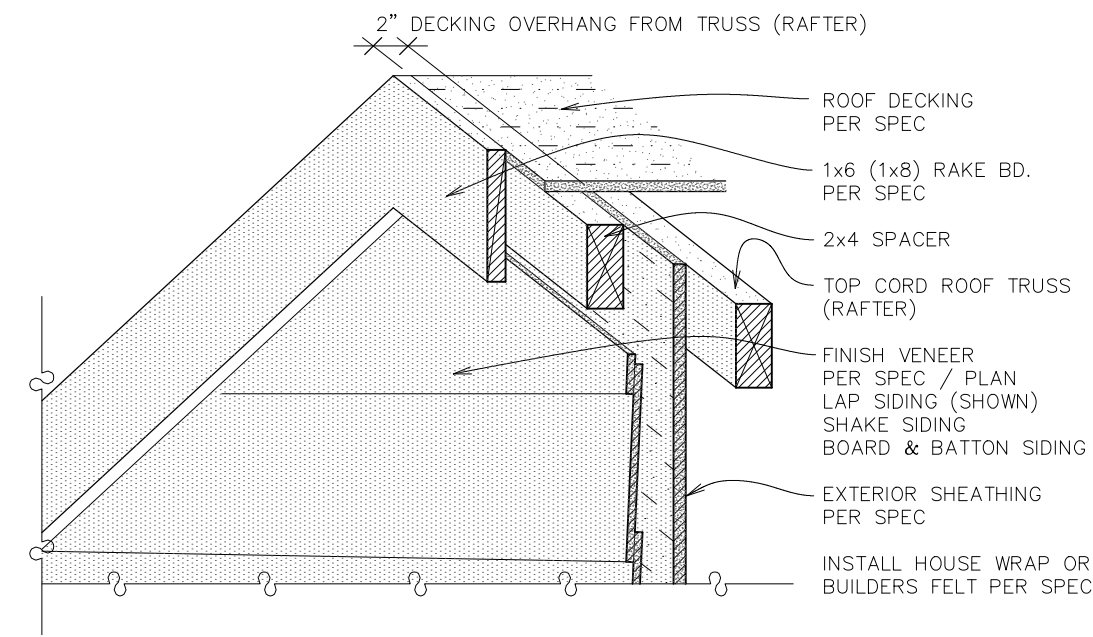 2" DECKING OVERHANG FROM TRUSS (RAFTER)
ROOF DECKING
PER SPEC
1x6 (1x8) RAKE BD.
PER SPEC
2x4 SPACER
TOP CORD ROOF TRUSS
(RAFTER)
FINISH VENEER
PER SPEC / PLAN
LAP SIDING (SHOWN)
SHAKE SIDING
BOARD & BATTON SIDING
EXTERIOR SHEATHING
PER SPEC
INSTALL HOUSE WRAP OR
BUILDERS FELT PER SPEC